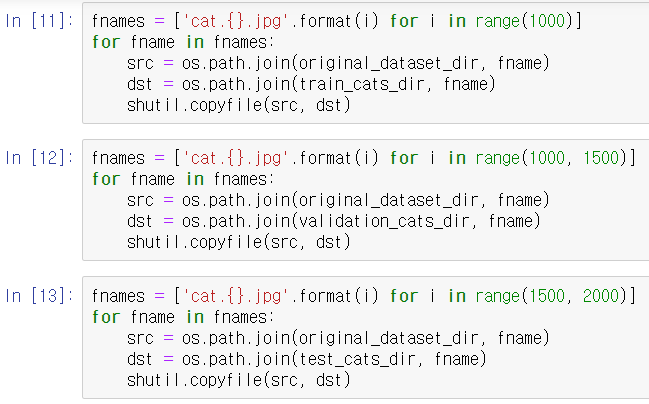 In [11]: fnames = ['cat.{}.jpg'.format(i) for i in range(1000)]
for fname in fnames:
    src = os.path.join(original_dataset_dir, fname)
    dst = os.path.join(train_cats_dir, fname)
    shutil.copyfile(src, dst)
In [12]: fnames = ['cat.{}.jpg'.format(i) for i in range(1000, 1500)]
for fname in fnames:
    src = os.path.join(original_dataset_dir, fname)
    dst = os.path.join(validation_cats_dir, fname)
    shutil.copyfile(src, dst)
In [13]: fnames = ['cat.{}.jpg'.format(i) for i in range(1500, 2000)]
for fname in fnames:
    src = os.path.join(original_dataset_dir, fname)
    dst = os.path.join(test_cats_dir, fname)
    shutil.copyfile(src, dst)